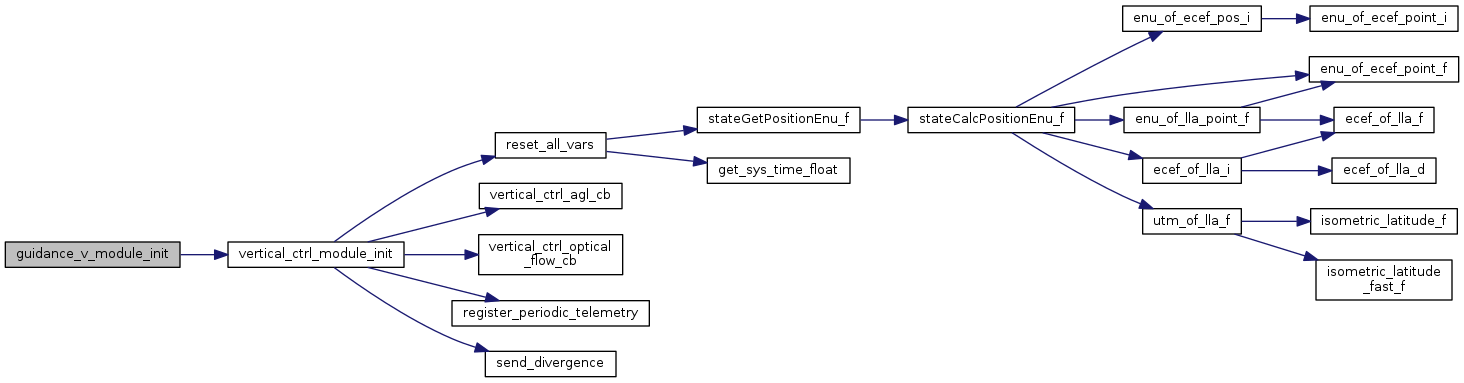 guidance_v_module_init
vertical_ctrl_module_init
reset_all_vars
vertical_ctrl_agl_cb
vertical_ctrl_optical
_flow_cb
register_periodic_telemetry
send_divergence
stateGetPositionEnu_f
get_sys_time_float
stateCalcPositionEnu_f
enu_of_ecef_pos_i
enu_of_lla_point_f
ecef_of_lla_i
utm_of_lla_f
enu_of_ecef_point_i
enu_of_ecef_point_f
ecef_of_lla_f
ecef_of_lla_d
isometric_latitude_f
isometric_latitude
_fast_f